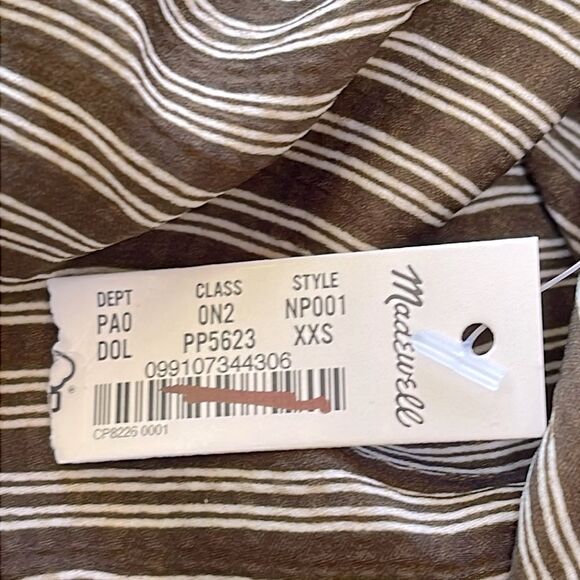 DEPT CLASS STYLE
PA0 0N2 NP001
DOL PP5623 XXS
099107344306
CP8226 0001
Madewell
®